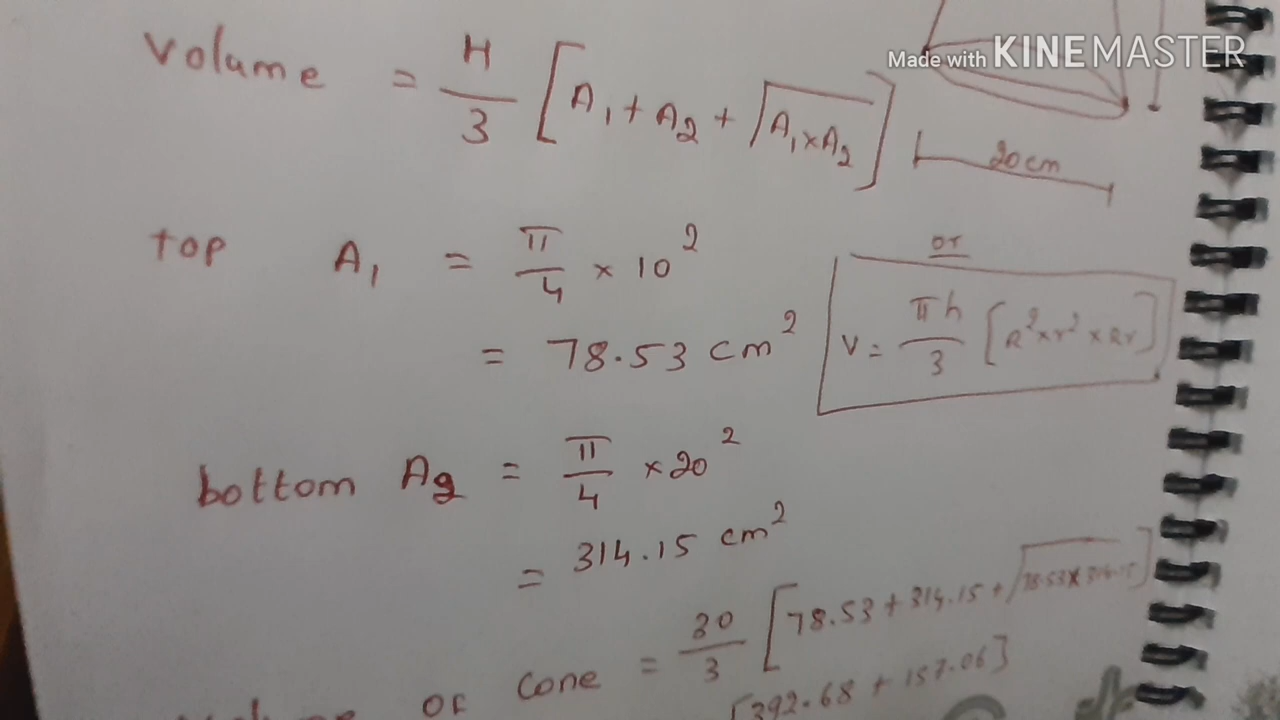 Made with KINEMASTER
Volume = H/3 [A₁ + A₂ + √A₁×A₂]
20cm
top A₁ = π/4 × 10²
= 78.53 cm²
or
V = πh/3 [R² × r² × Rr]
bottom A₂ = π/4 × 20²
= 314.15 cm²
OF cone = 30/3 [78.53 + 314.15 + √78.53 × 314.15]
[392.68 + 157.06]